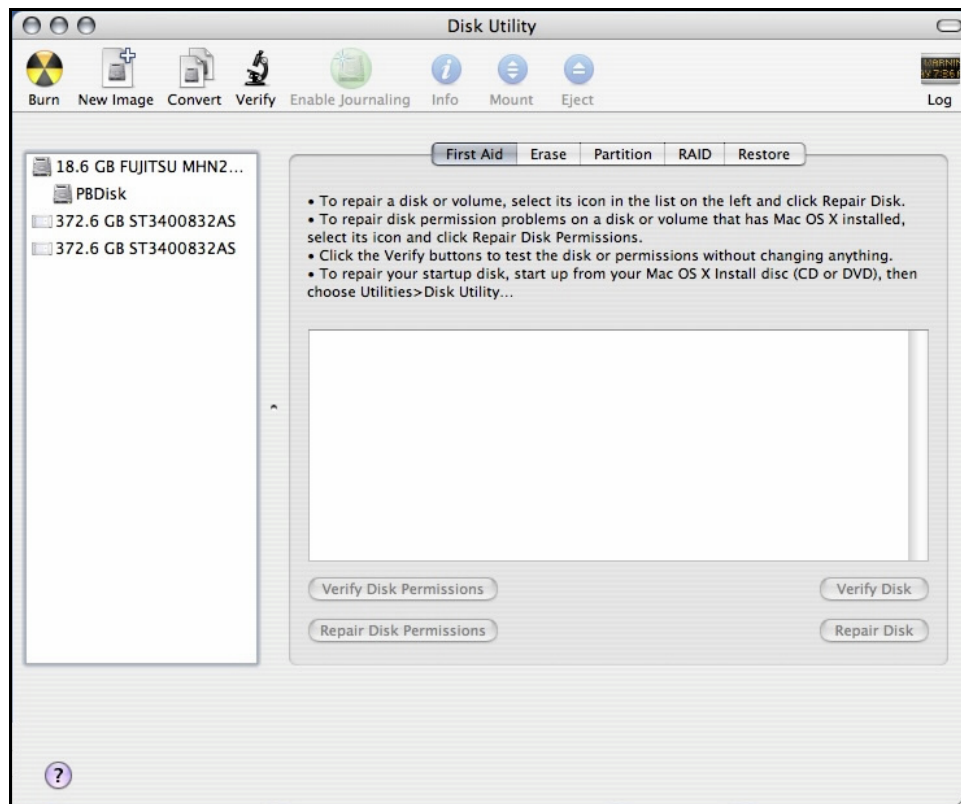 Disk Utility
Burn New Image Convert Verify Enable Journaling Info Mount Eject Log
18.6 GB FUJITSU MHN2...
PBDisk
372.6 GB ST3400832AS
372.6 GB ST3400832AS
First Aid Erase Partition RAID Restore
• To repair a disk or volume, select its icon in the list on the left and click Repair Disk.
• To repair disk permission problems on a disk or volume that has Mac OS X installed,
select its icon and click Repair Disk Permissions.
• Click the Verify buttons to test the disk or permissions without changing anything.
• To repair your startup disk, start up from your Mac OS X Install disc (CD or DVD), then
choose Utilities>Disk Utility...
Verify Disk Permissions Verify Disk
Repair Disk Permissions Repair Disk
?